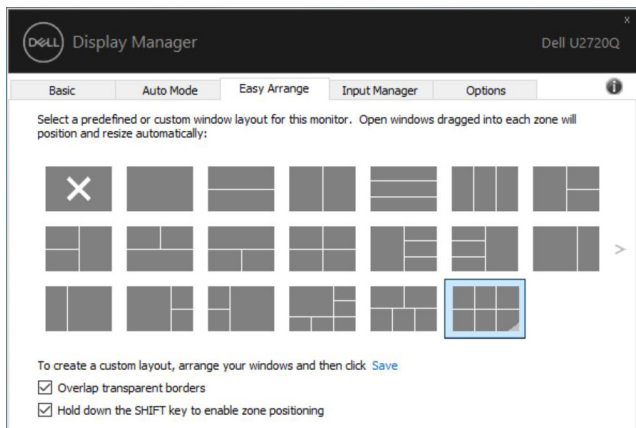 x
DELL Display Manager
Dell U2720Q
Basic Auto Mode Easy Arrange Input Manager Options
Select a predefined or custom window layout for this monitor. Open windows dragged into each zone will
position and resize automatically:
>
To create a custom layout, arrange your windows and then click Save
Overlap transparent borders
Hold down the SHIFT key to enable zone positioning